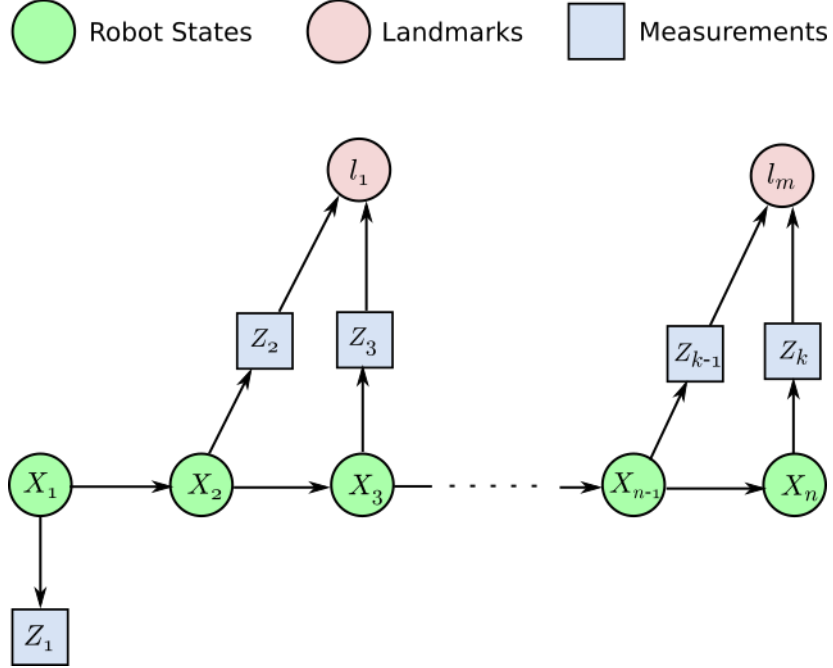 Robot States Landmarks Measurements
l₁ lₘ
Z₂ Z₃ Zₖ₋₁ Zₖ
X₁ X₂ X₃ . . . . . . Xₙ₋₁ Xₙ
Z₁